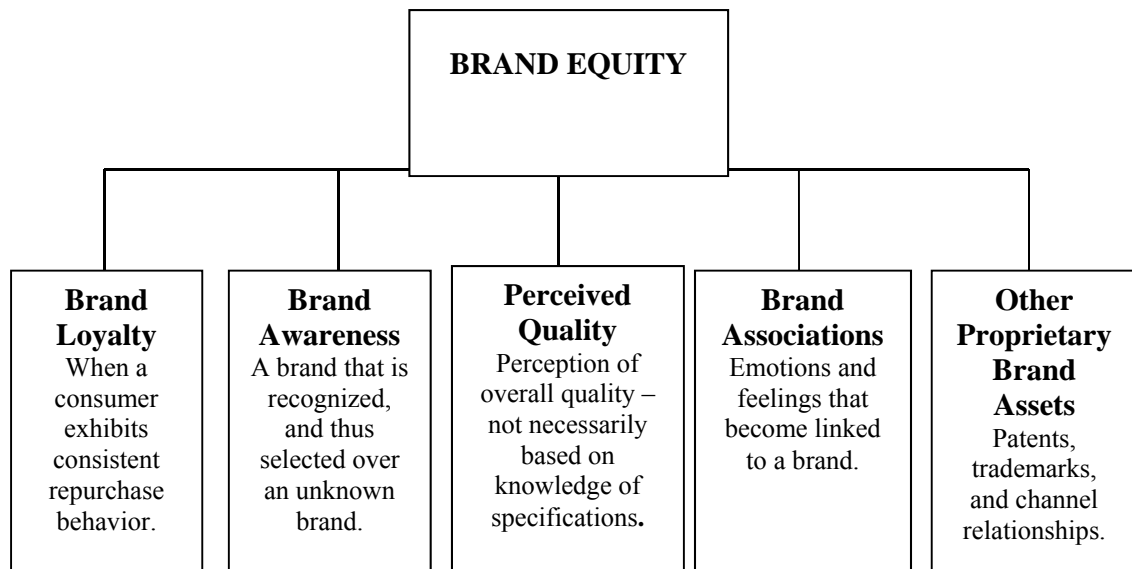 BRAND EQUITY
Brand
Loyalty
When a
consumer
exhibits
consistent
repurchase
behavior.
Brand
Awareness
A brand that is
recognized,
and thus
selected over
an unknown
brand.
Perceived
Quality
Perception of
overall quality –
not necessarily
based on
knowledge of
specifications.
Brand
Associations
Emotions and
feelings that
become linked
to a brand.
Other
Proprietary
Brand
Assets
Patents,
trademarks,
and channel
relationships.